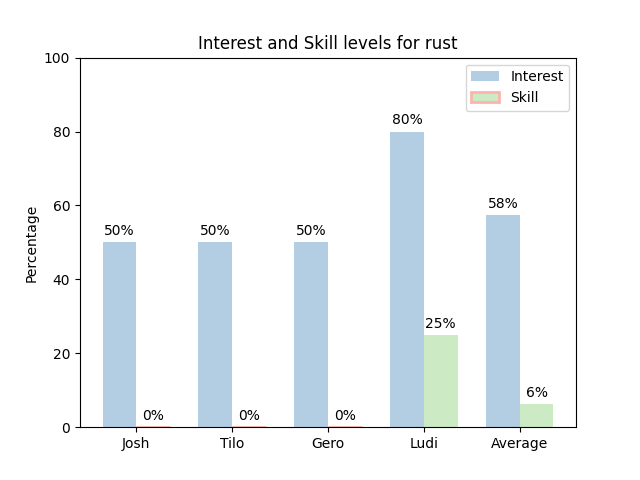 Interest and Skill levels for rust
Interest
Skill
Percentage
100
80
60
40
20
0
50%
0%
50%
0%
50%
0%
80%
25%
58%
6%
Josh
Tilo
Gero
Ludi
Average